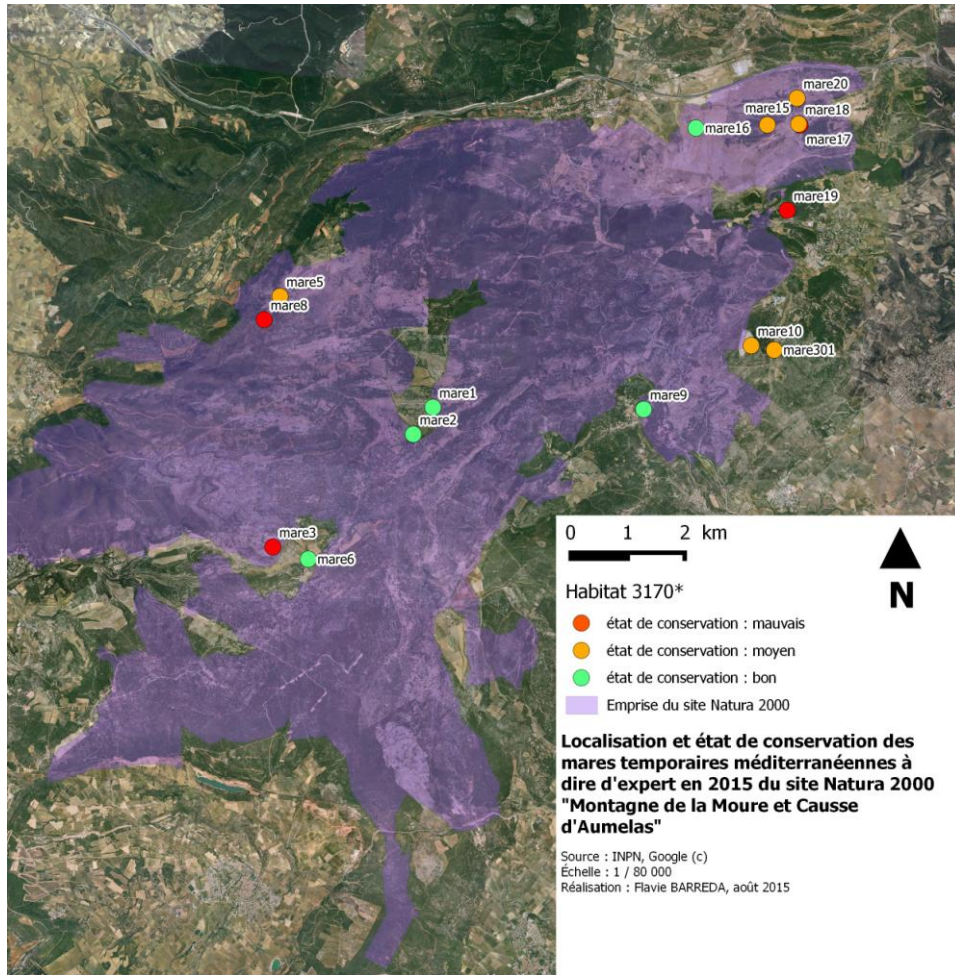 mare20
mare15
mare18
mare16
mare17
mare19
mare5
mare8
mare10
mare301
mare1
mare9
mare2
mare3
mare6
0 1 2 km
N
Habitat 3170*
état de conservation : mauvais
état de conservation : moyen
état de conservation : bon
Emprise du site Natura 2000
Localisation et état de conservation des
mares temporaires méditerranéennes à
dire d'expert en 2015 du site Natura 2000
"Montagne de la Moure et Causse
d'Aumelas"
Source : INPN, Google (c)
Échelle : 1 / 80 000
Réalisation : Flavie BARREDA, août 2015